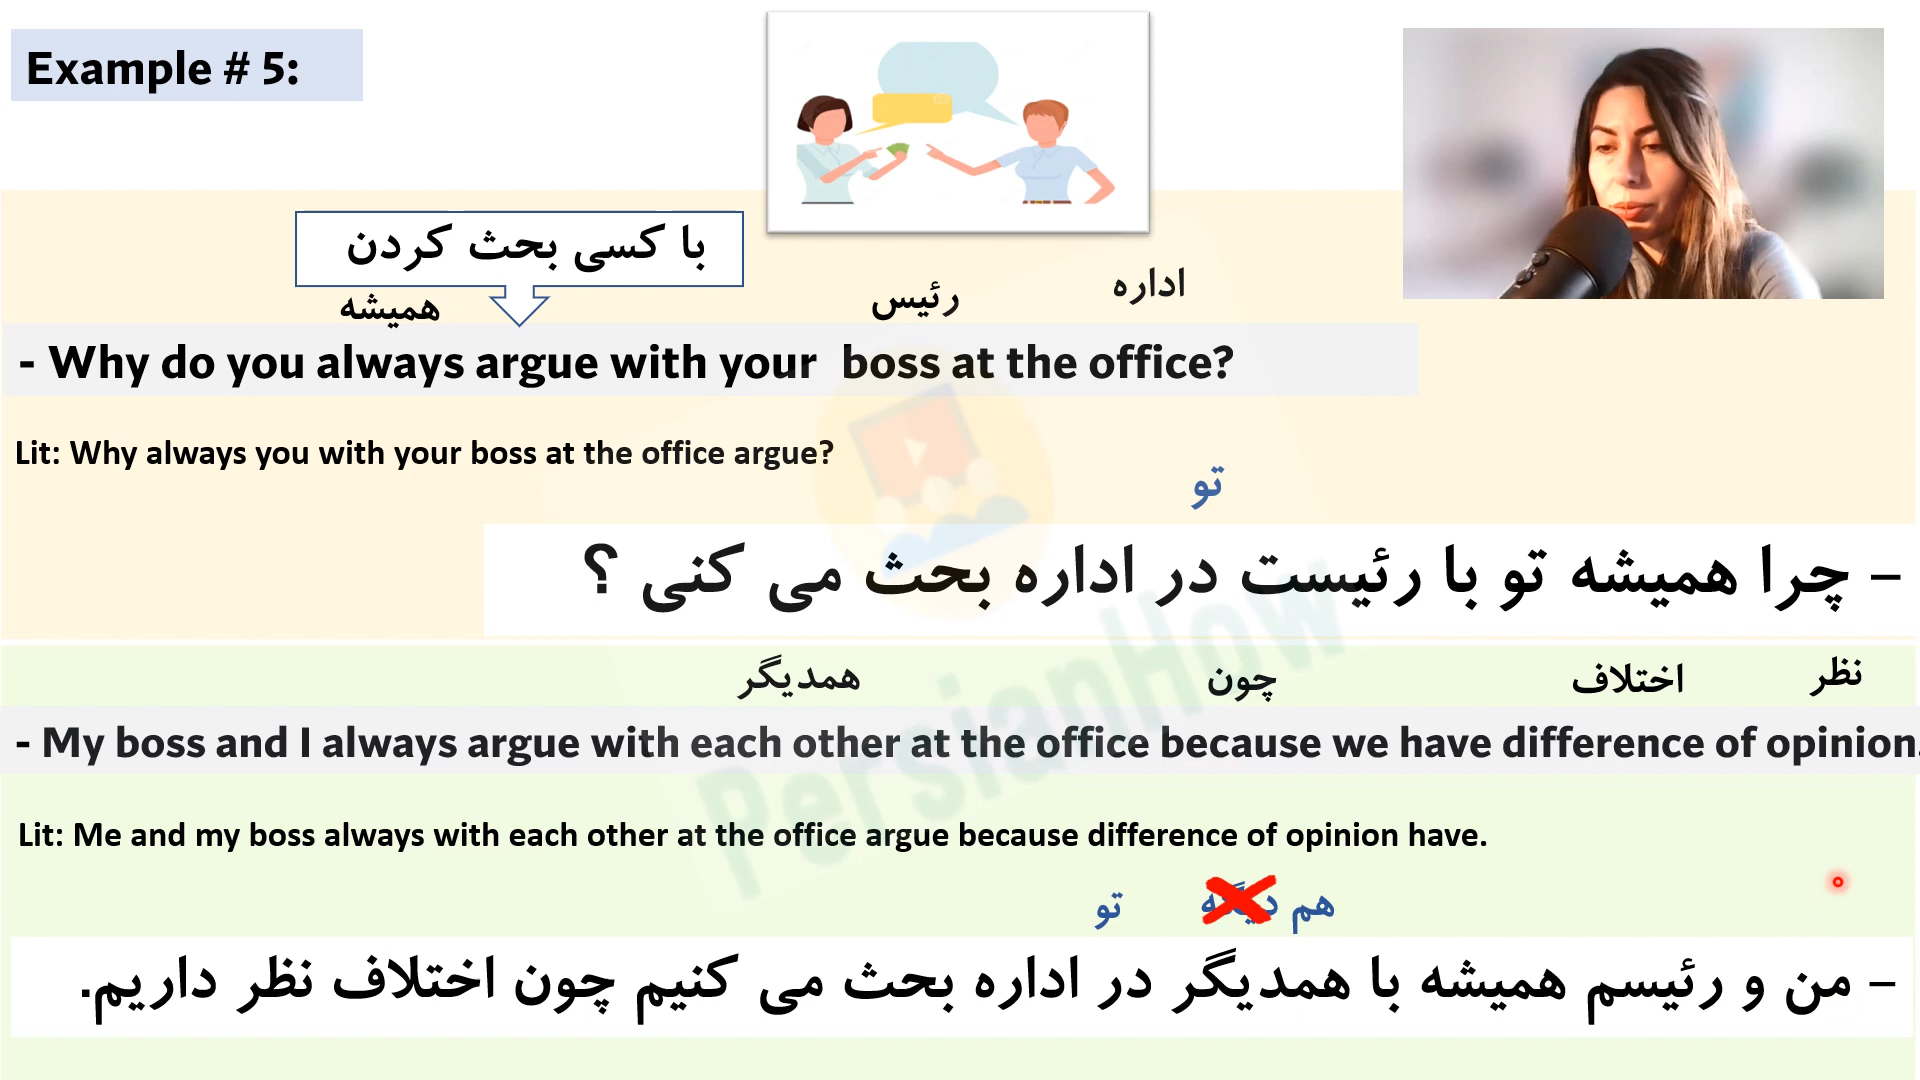 Example # 5:
با کسی بحث کردن
همیشه
رئیس
اداره
- Why do you always argue with your boss at the office?
Lit: Why always you with your boss at the office argue?
تو
– چرا همیشه تو با رئیست در اداره بحث می کنی ؟
همدیگر
چون
اختلاف
نظر
- My boss and I always argue with each other at the office because we have difference of opinion.
Lit: Me and my boss always with each other at the office argue because difference of opinion have.
هم
تو
– من و رئیسم همیشه با همدیگر در اداره بحث می کنیم چون اختلاف نظر داریم.
PersianHow